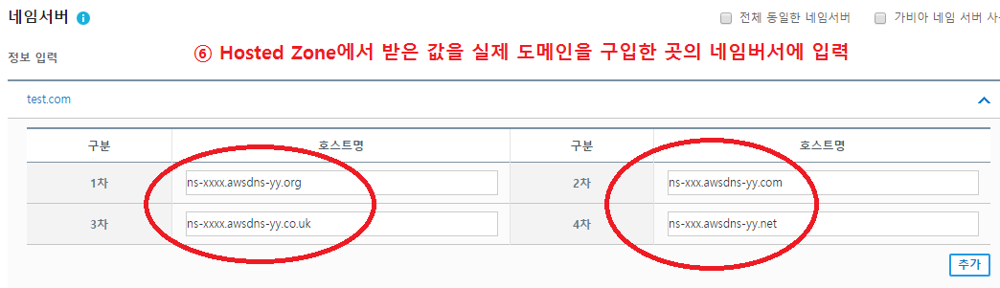 네임서버
전체 동일한 네임서버 가비아 네임 서버 사
정보 입력
⑥ Hosted Zone에서 받은 값을 실제 도메인을 구입한 곳의 네임버서에 입력
test.com
구분 호스트명 구분 호스트명
1차 ns-xxxx.awsdns-yy.org 2차 ns-xxx.awsdns-yy.com
3차 ns-xxxx.awsdns-yy.co.uk 4차 ns-xxx.awsdns-yy.net
추가